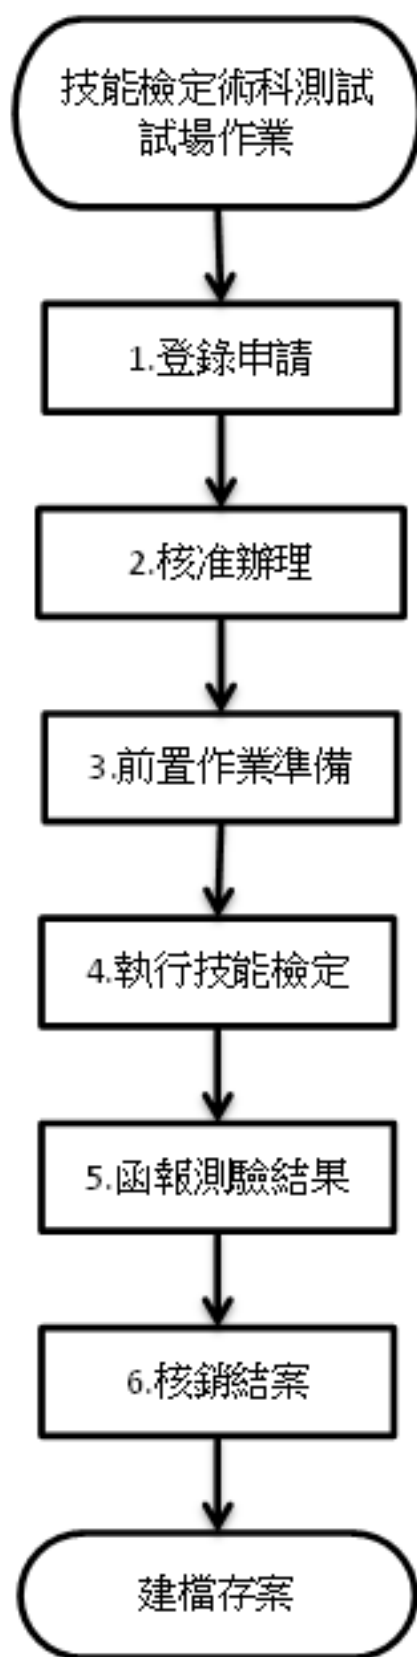 技能檢定術科測試
試場作業
1.登錄申請
2.核准辦理
3.前置作業準備
4.執行技能檢定
5.函報測驗結果
6.核銷結案
建檔存案